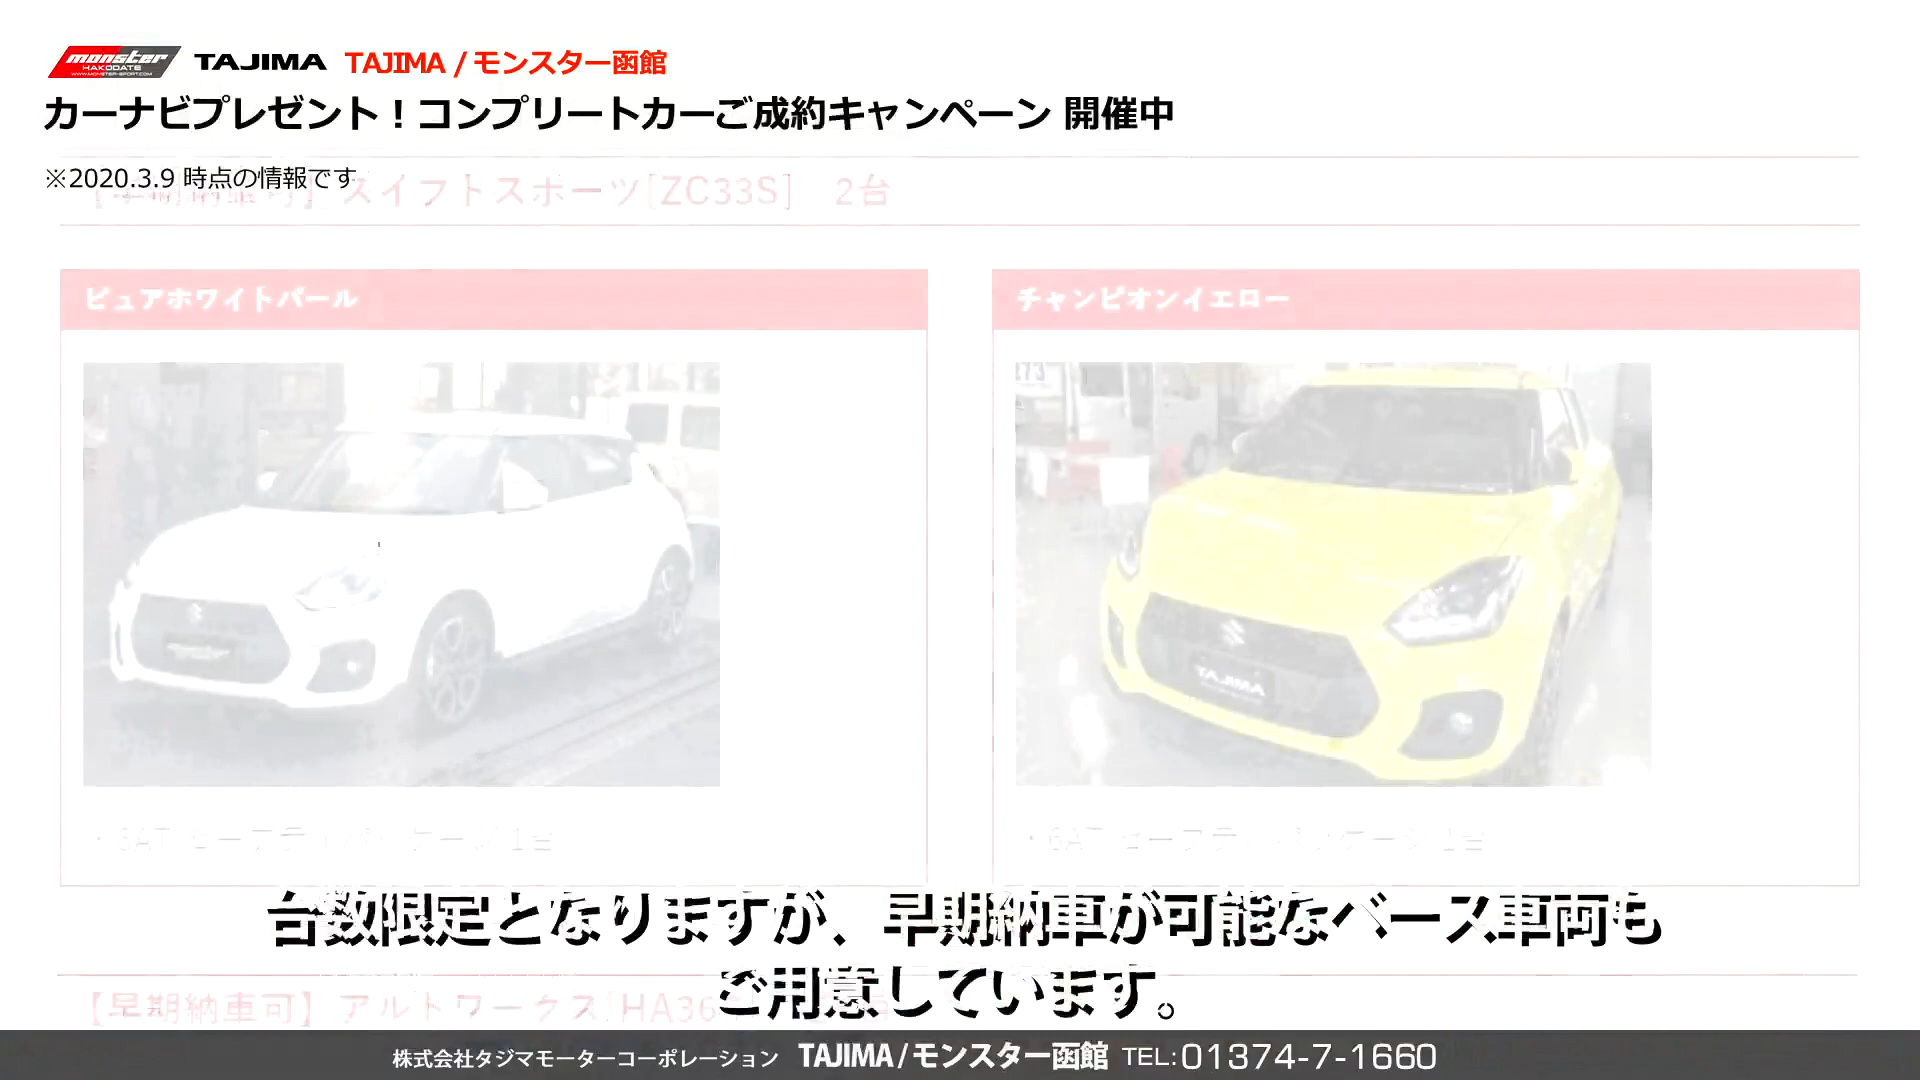 monster
HAKODATE
WWW.MONSTER-SPORT.COM
TAJIMA TAJIMA / モンスター函館
カーナビプレゼント！コンプリートカーご成約キャンペーン 開催中
※2020.3.9 時点の情報です
スイフトスポーツ[ZC33S] 2台
ピュアホワイトパール
チャンピオンイエロー
TAJIMA
台数限定となりますが、早期納車が可能なベース車両も
ご用意しています。
【早期納車可】アルトワークス[HA36
株式会社タジマモーターコーポレーション TAJIMA/モンスター函館 TEL:01374-7-1660